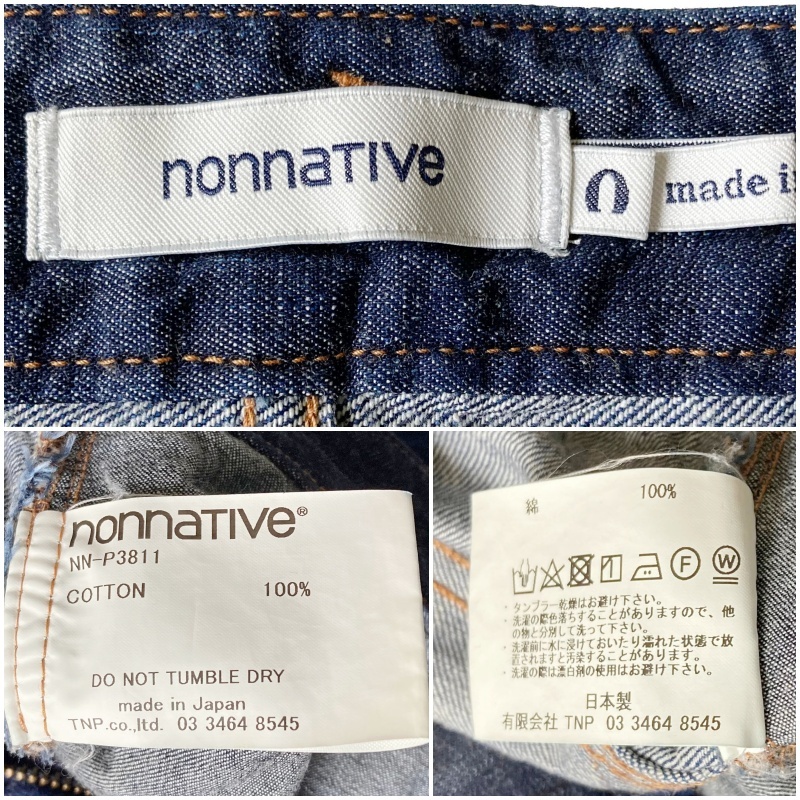 nonnative
0
made i
nonnative®
NN-P3811
COTTON 100%
DO NOT TUMBLE DRY
made in Japan
TNP.co.,ltd. 03 3464 8545
綿 100%
F W
・タンブラー乾燥はお避け下さい。
・洗濯の際色落ちすることがありますので、他
の物と分別して洗って下さい。
・洗濯前に水に浸けておいたり濡れた状態で放
置されますと汚染することがあります。
・洗濯の際は漂白剤の使用はお避け下さい。
日本製
有限会社 TNP 03 3464 8545